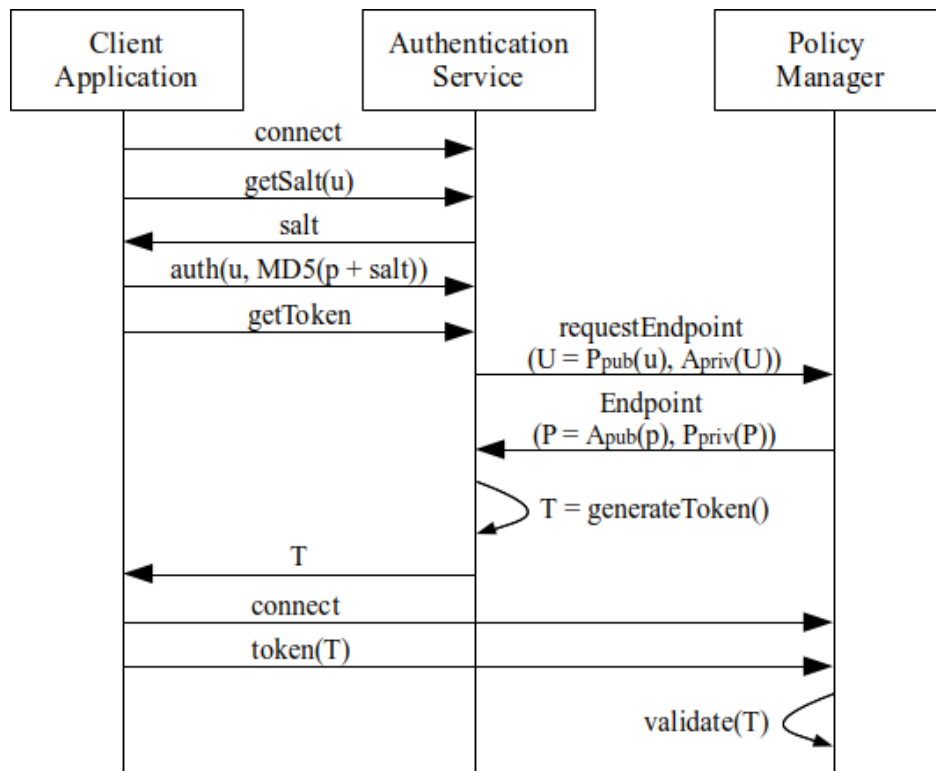 Client
Application
Authentication
Service
Policy
Manager
connect
getSalt(u)
salt
auth(u, MD5(p + salt))
getToken
requestEndpoint
(U = Ppub(u), Apriv(U))
Endpoint
(P = Apub(p), Ppriv(P))
T = generateToken()
T
connect
token(T)
validate(T)